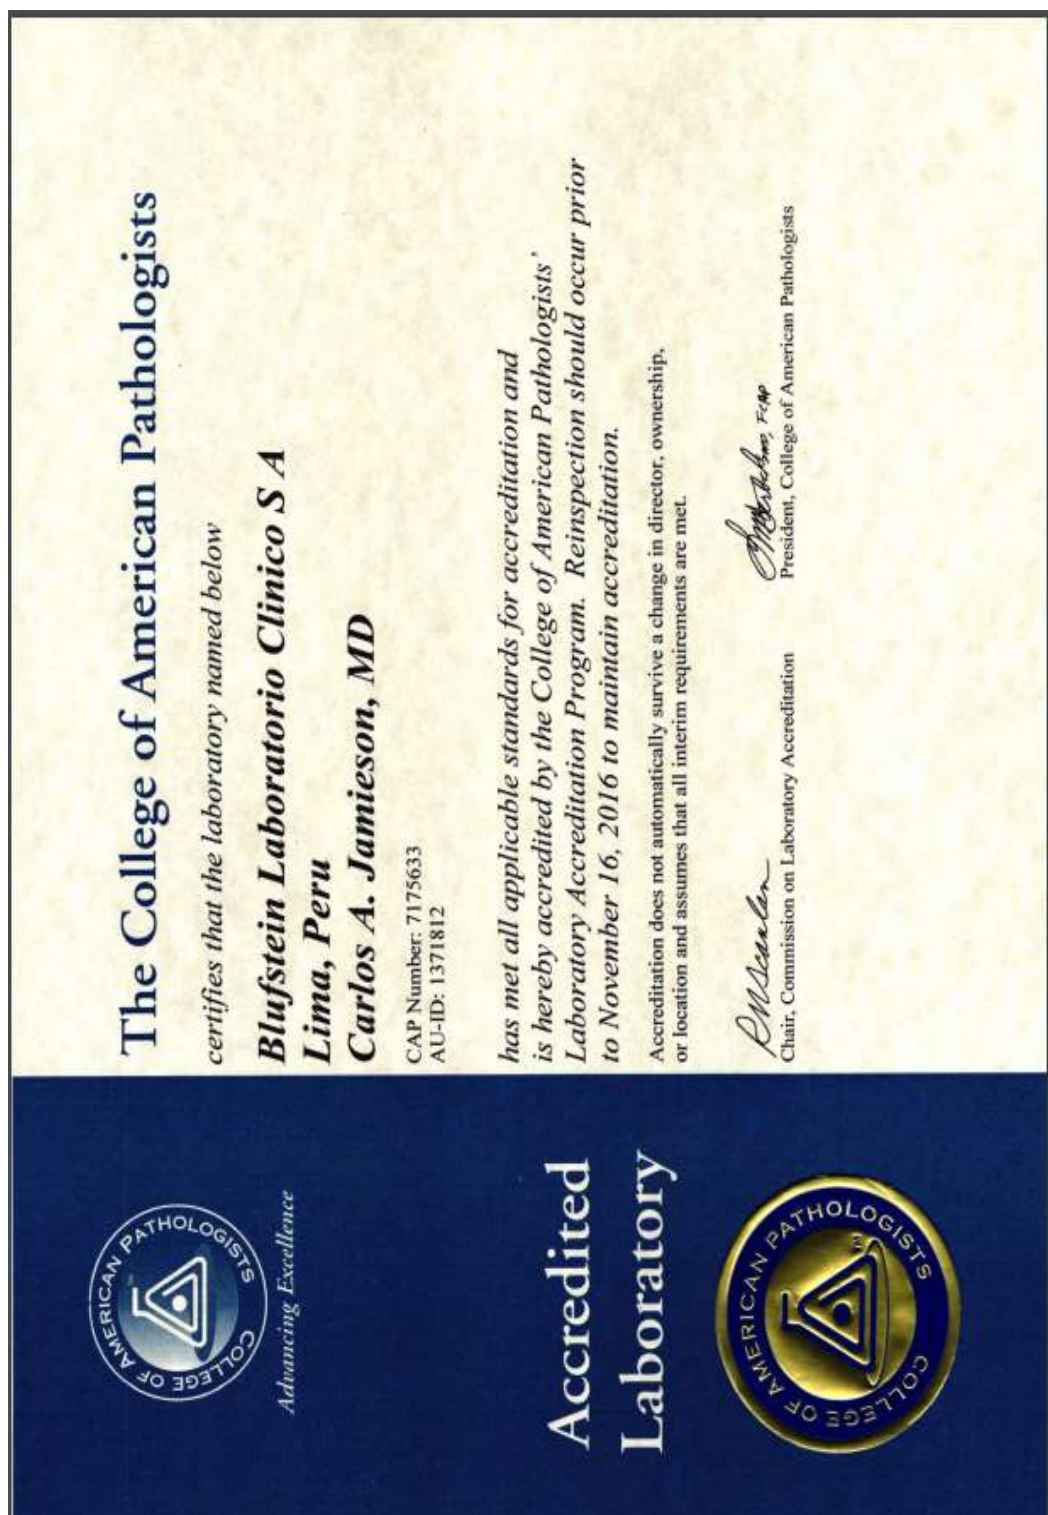 COLLEGE OF AMERICAN PATHOLOGISTS
Advancing Excellence
Accredited
Laboratory
COLLEGE OF AMERICAN PATHOLOGISTS
The College of American Pathologists
certifies that the laboratory named below
Blufstein Laboratorio Clinico S A
Lima, Peru
Carlos A. Jamieson, MD
CAP Number: 7175633
AU-ID: 1371812
has met all applicable standards for accreditation and
is hereby accredited by the College of American Pathologists'
Laboratory Accreditation Program. Reinspection should occur prior
to November 16, 2016 to maintain accreditation.
Accreditation does not automatically survive a change in director, ownership,
or location and assumes that all interim requirements are met.
RWScanlan
FCAP
Chair, Commission on Laboratory Accreditation
President, College of American Pathologists